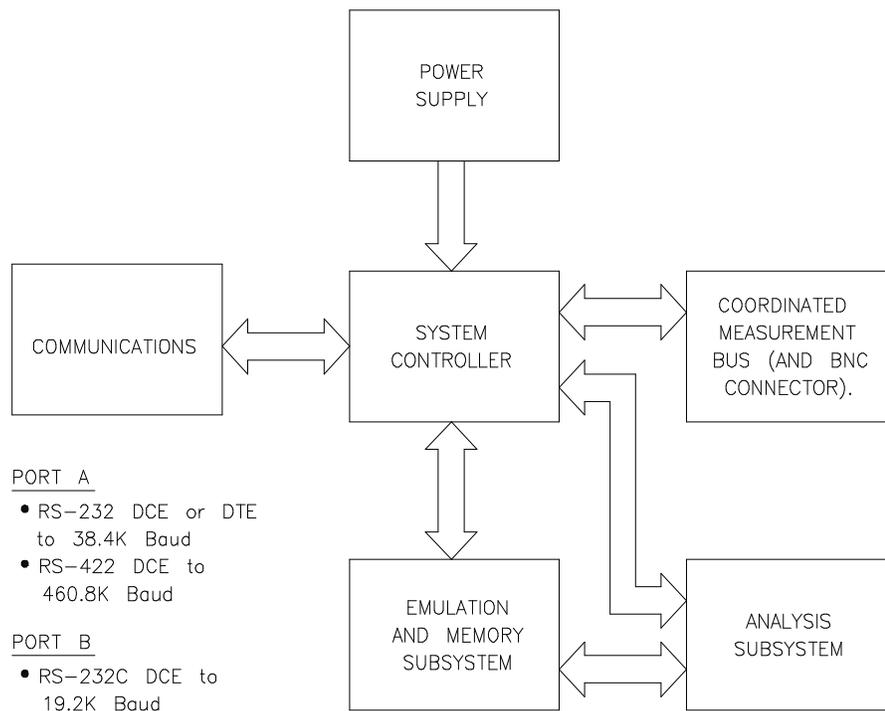 POWER
SUPPLY
COMMUNICATIONS
SYSTEM
CONTROLLER
COORDINATED
MEASUREMENT
BUS (AND BNC
CONNECTOR).
PORT A
• RS-232 DCE or DTE
to 38.4K Baud
• RS-422 DCE to
460.8K Baud
PORT B
• RS-232C DCE to
19.2K Baud
EMULATION
AND MEMORY
SUBSYSTEM
ANALYSIS
SUBSYSTEM